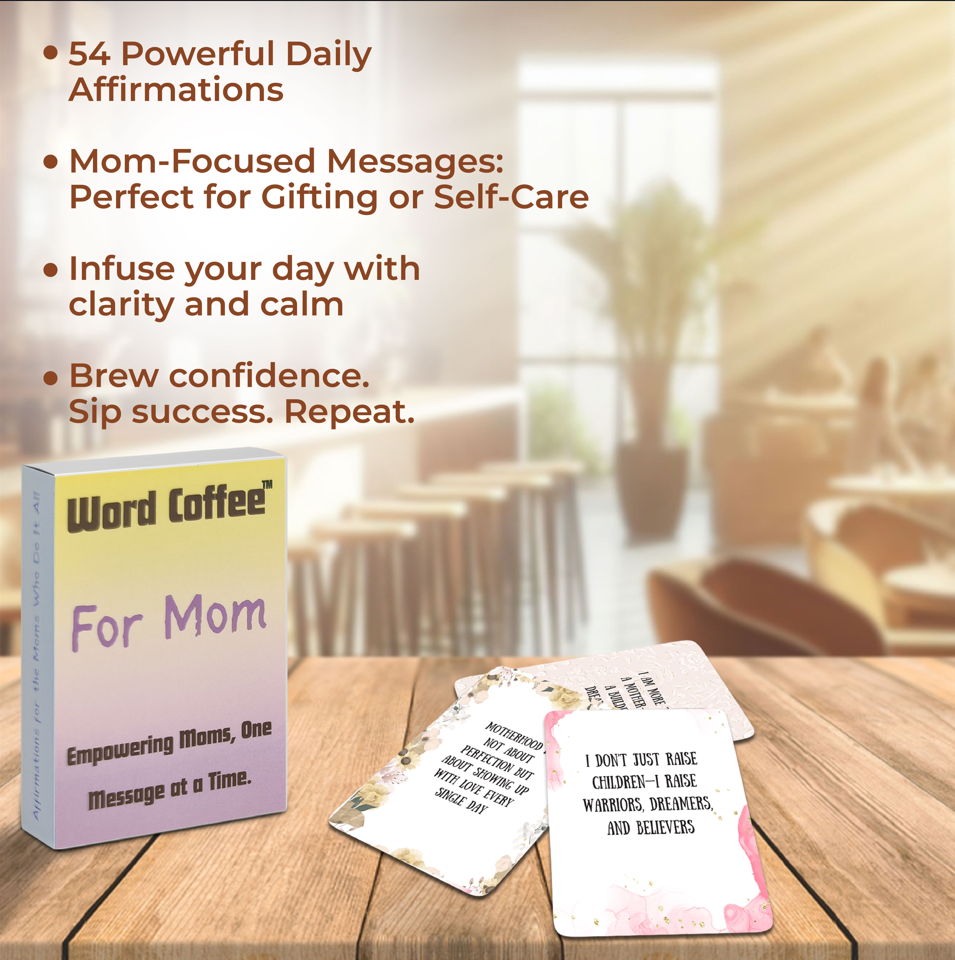 • 54 Powerful Daily
Affirmations
• Mom-Focused Messages:
Perfect for Gifting or Self-Care
• Infuse your day with
clarity and calm
• Brew confidence.
Sip success. Repeat.
Word Coffee™
For Mom
Empowering Moms, One
Message at a Time.
Affirmations for the Moms Who Do It All
I AM MORE
A MOTHER
A BUILD
MOTHERHOOD
NOT ABOUT
PERFECTION BUT
ABOUT SHOWING UP
WITH LOVE EVERY
SINGLE DAY
I DON'T JUST RAISE
CHILDREN—I RAISE
WARRIORS, DREAMERS,
AND BELIEVERS